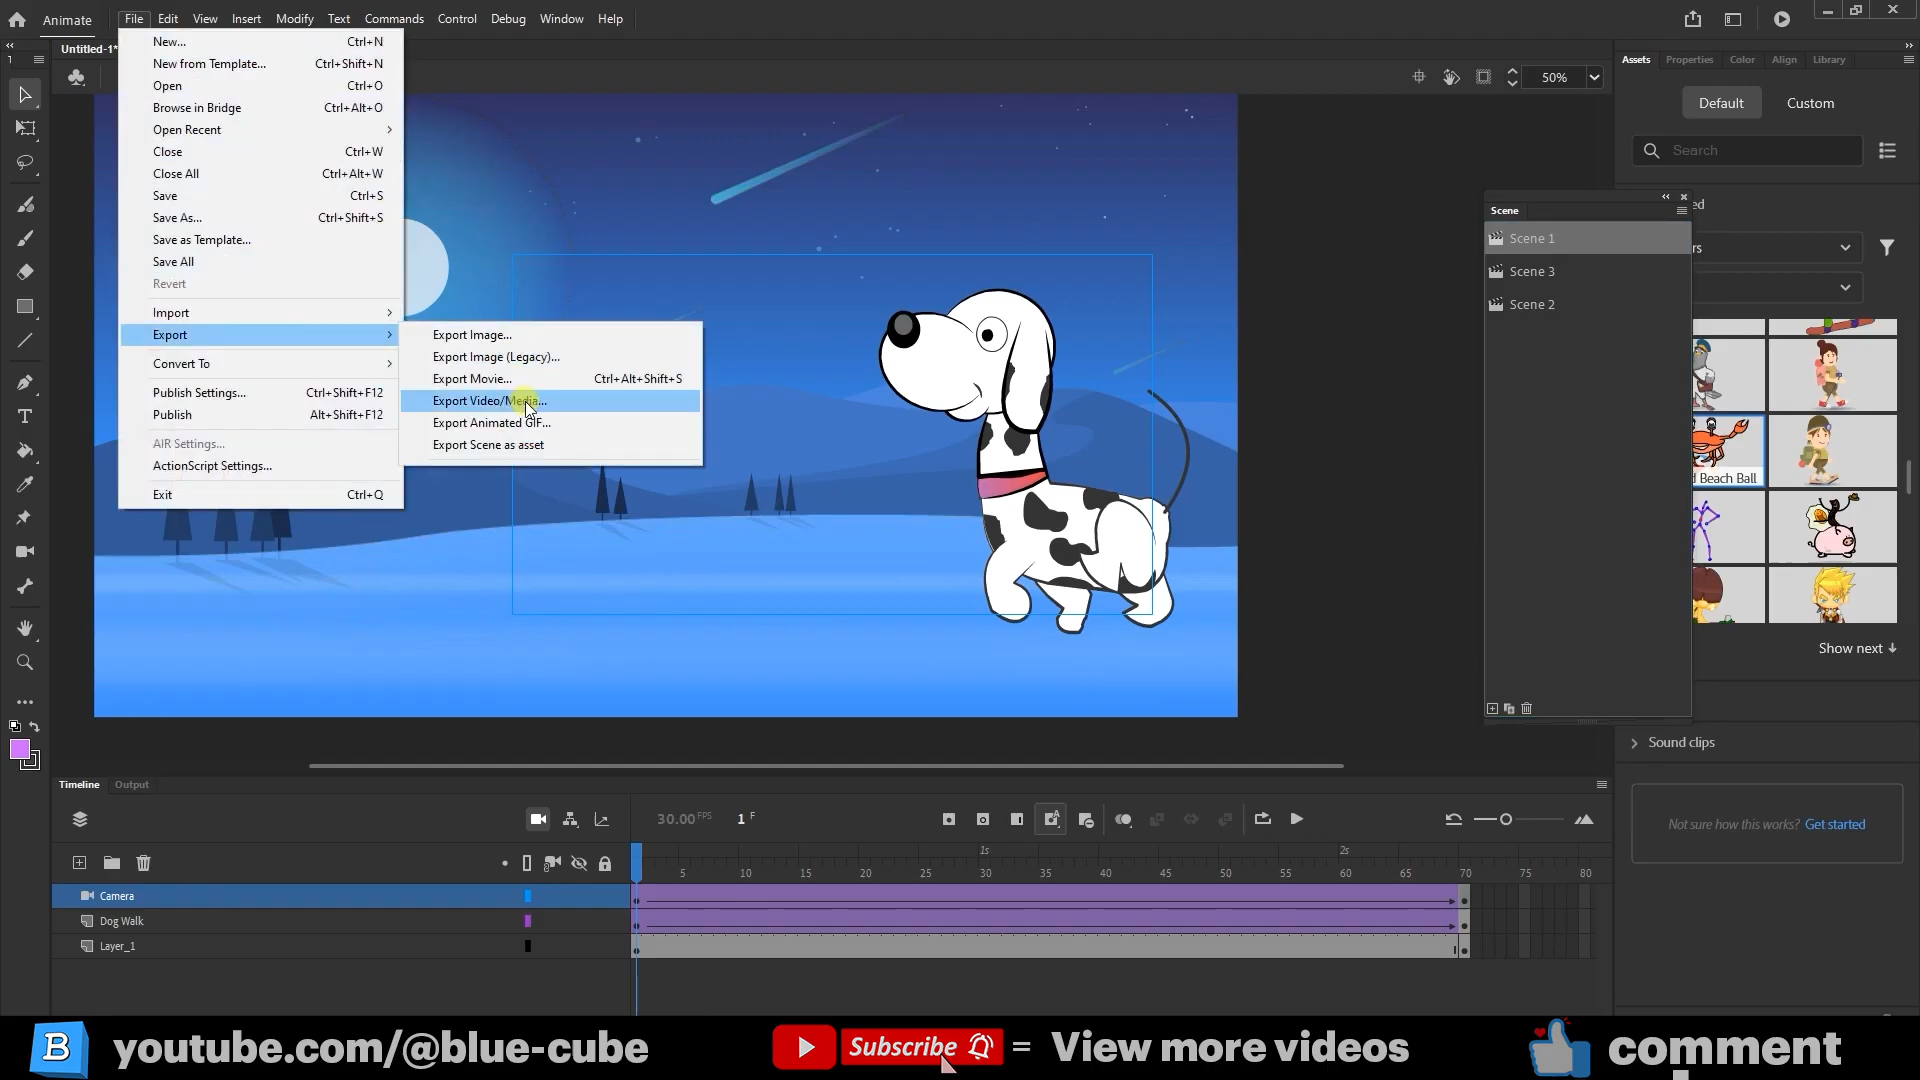 Animate
File Edit View Insert Modify Text Commands Control Debug Window Help
Untitled-1*
New... Ctrl+N
New from Template... Ctrl+Shift+N
Open Ctrl+O
Browse in Bridge Ctrl+Alt+O
Open Recent
Close Ctrl+W
Close All Ctrl+Alt+W
Save Ctrl+S
Save As... Ctrl+Shift+S
Save as Template...
Save All
Revert
Import
Export
Convert To
Publish Settings... Ctrl+Shift+F12
Publish Alt+Shift+F12
AIR Settings...
ActionScript Settings...
Exit Ctrl+Q
Export Image...
Export Image (Legacy)...
Export Movie... Ctrl+Alt+Shift+S
Export Video/Media...
Export Animated GIF...
Export Scene as asset
50%
Assets Properties Color Align Library
Default Custom
Search
Scene
Scene 1
Scene 3
Scene 2
d Beach Ball
Show next
Sound clips
Not sure how this works? Get started
Timeline Output
30.00 FPS 1 F
1s 2s
5 10 15 20 25 30 35 40 45 50 55 60 65 70 75 80
Camera
Dog Walk
Layer_1
B youtube.com/@blue-cube Subscribe = View more videos comment